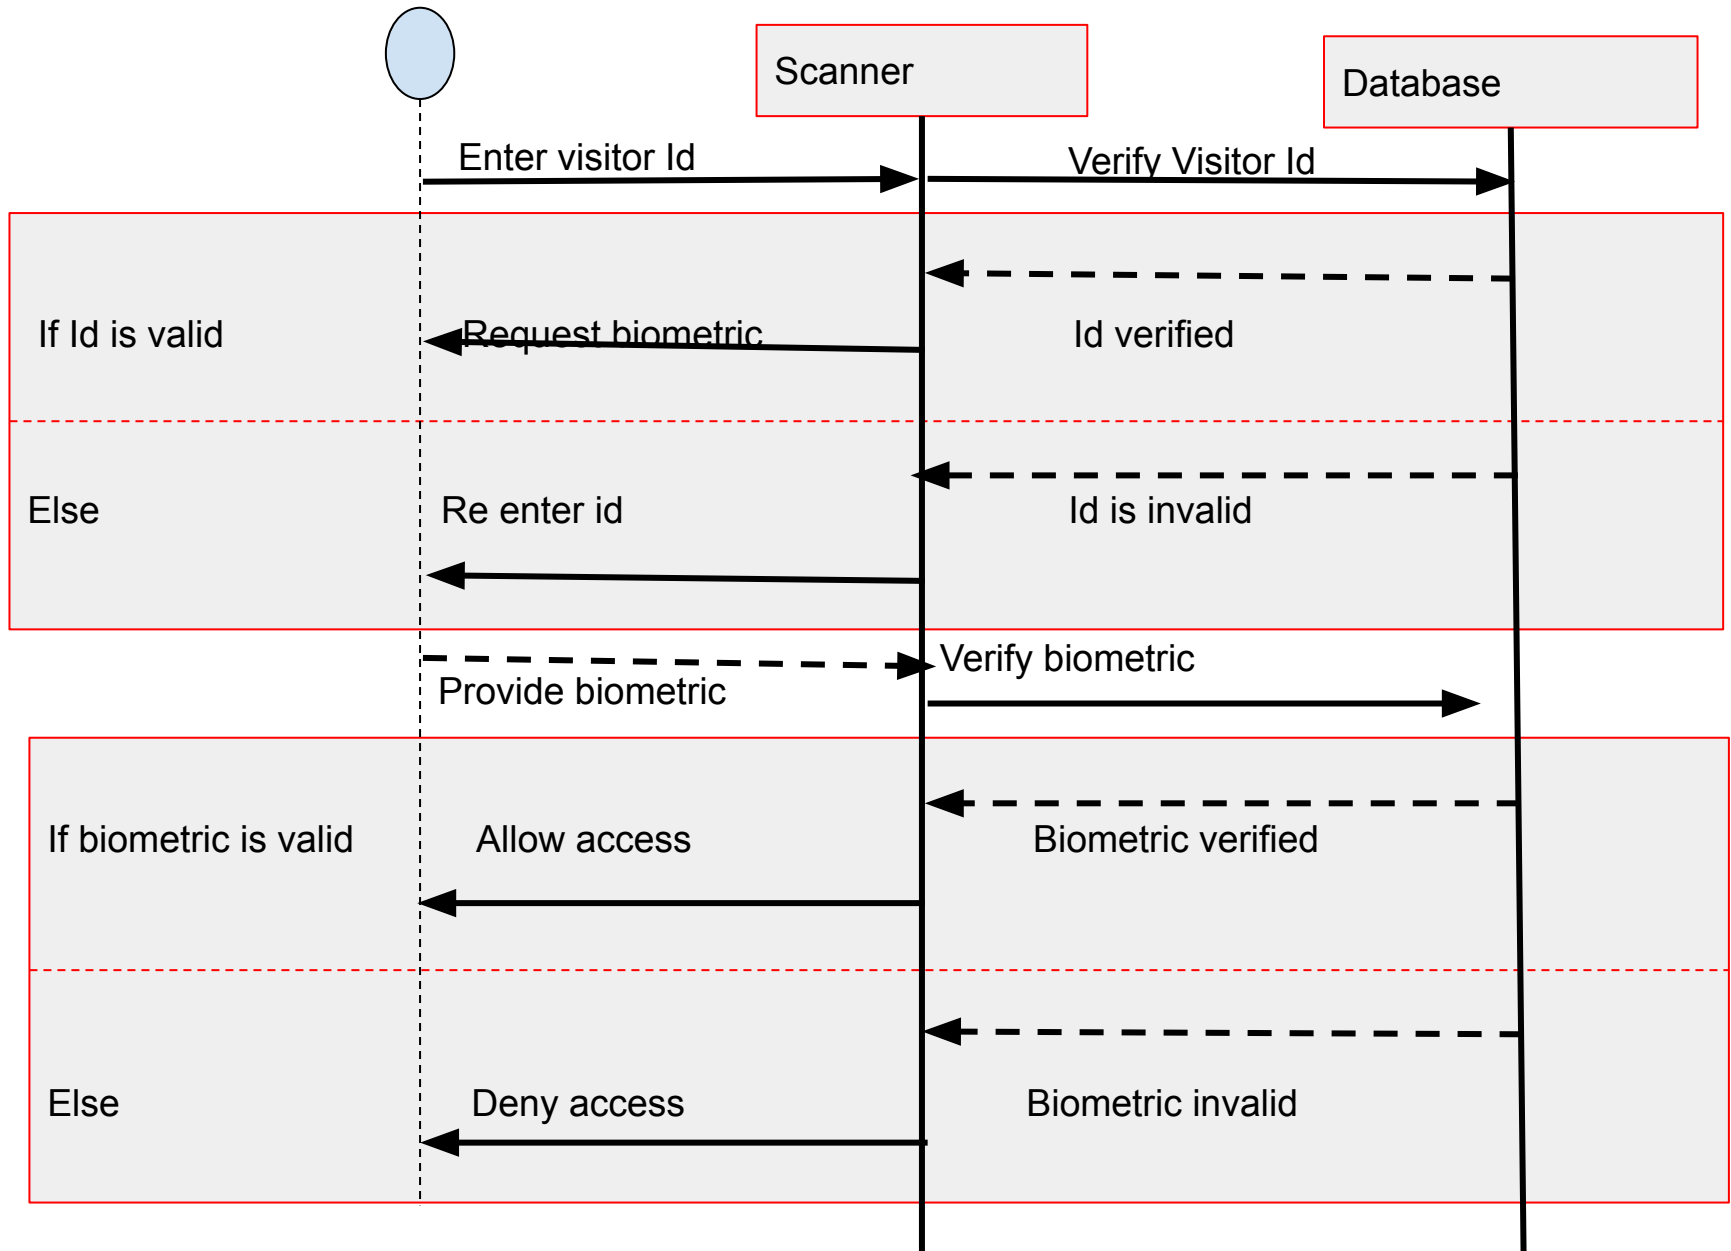 Scanner
Database
Enter visitor Id
Verify Visitor Id
If Id is valid
Request biometric
Id verified
Else
Re enter id
Id is invalid
Verify biometric
Provide biometric
If biometric is valid
Allow access
Biometric verified
Else
Deny access
Biometric invalid